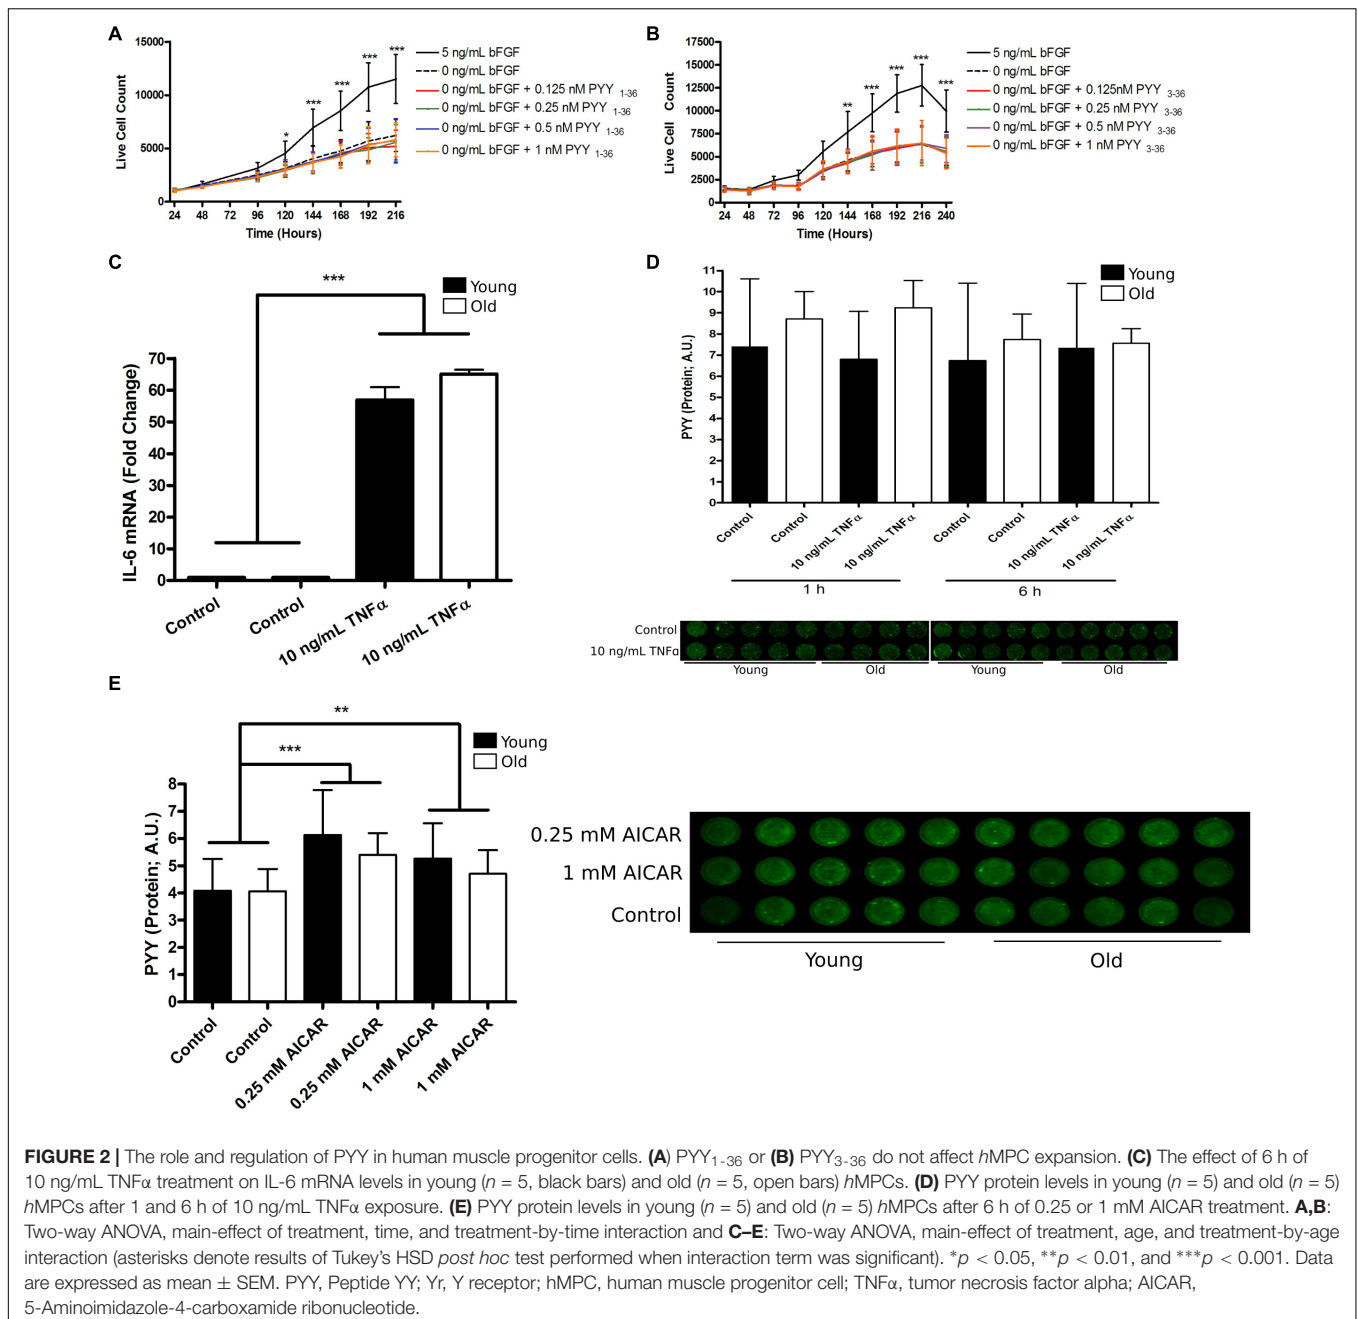 A
15000
10000
5000
0
Live Cell Count
24 48 72 96 120 144 168 192 216
Time (Hours)
* *** *** *** ***
5 ng/mL bFGF
0 ng/mL bFGF
0 ng/mL bFGF + 0.125 nM PYY 1-36
0 ng/mL bFGF + 0.25 nM PYY 1-36
0 ng/mL bFGF + 0.5 nM PYY 1-36
0 ng/mL bFGF + 1 nM PYY 1-36
B
17500
15000
12500
10000
7500
5000
2500
0
Live Cell Count
24 48 72 96 120 144 168 192 216 240
Time (Hours)
** *** *** *** ***
5 ng/mL bFGF
0 ng/mL bFGF
0 ng/mL bFGF + 0.125nM PYY 3-36
0 ng/mL bFGF + 0.25 nM PYY 3-36
0 ng/mL bFGF + 0.5 nM PYY 3-36
0 ng/mL bFGF + 1 nM PYY 3-36
C
***
Young
Old
70
60
50
40
30
20
10
0
IL-6 mRNA (Fold Change)
Control
Control
10 ng/mL TNFα
10 ng/mL TNFα
D
Young
Old
11
10
9
8
7
6
5
4
3
2
1
0
PYY (Protein; A.U.)
Control
Control
10 ng/mL TNFα
10 ng/mL TNFα
Control
Control
10 ng/mL TNFα
10 ng/mL TNFα
1 h 6 h
Control
10 ng/mL TNFα
Young Old Young Old
E
**
***
Young
Old
8
7
6
5
4
3
2
1
0
PYY (Protein; A.U.)
Control
Control
0.25 mM AICAR
0.25 mM AICAR
1 mM AICAR
1 mM AICAR
0.25 mM AICAR
1 mM AICAR
Control
Young Old
FIGURE 2 | The role and regulation of PYY in human muscle progenitor cells. (A) PYY1-36 or (B) PYY3-36 do not affect hMPC expansion. (C) The effect of 6 h of
10 ng/mL TNFα treatment on IL-6 mRNA levels in young (n = 5, black bars) and old (n = 5, open bars) hMPCs. (D) PYY protein levels in young (n = 5) and old (n = 5)
hMPCs after 1 and 6 h of 10 ng/mL TNFα exposure. (E) PYY protein levels in young (n = 5) and old (n = 5) hMPCs after 6 h of 0.25 or 1 mM AICAR treatment. A,B:
Two-way ANOVA, main-effect of treatment, time, and treatment-by-time interaction and C–E: Two-way ANOVA, main-effect of treatment, age, and treatment-by-age
interaction (asterisks denote results of Tukey's HSD post hoc test performed when interaction term was significant). *p < 0.05, **p < 0.01, and ***p < 0.001. Data
are expressed as mean ± SEM. PYY, Peptide YY; Yr, Y receptor; hMPC, human muscle progenitor cell; TNFα, tumor necrosis factor alpha; AICAR,
5-Aminoimidazole-4-carboxamide ribonucleotide.